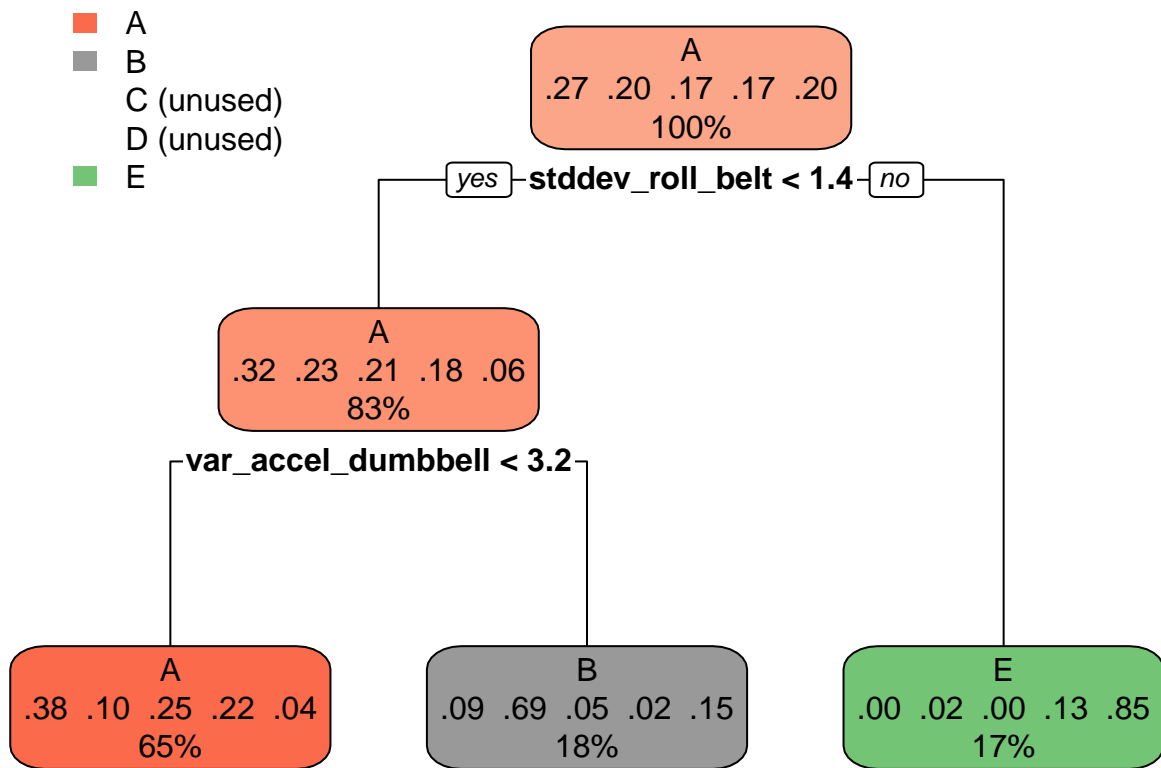 A
B
C (unused)
D (unused)
E
A
.27 .20 .17 .17 .20
100%
yes stddev_roll_belt < 1.4 no
A
.32 .23 .21 .18 .06
83%
var_accel_dumbbell < 3.2
A
.38 .10 .25 .22 .04
65%
B
.09 .69 .05 .02 .15
18%
E
.00 .02 .00 .13 .85
17%